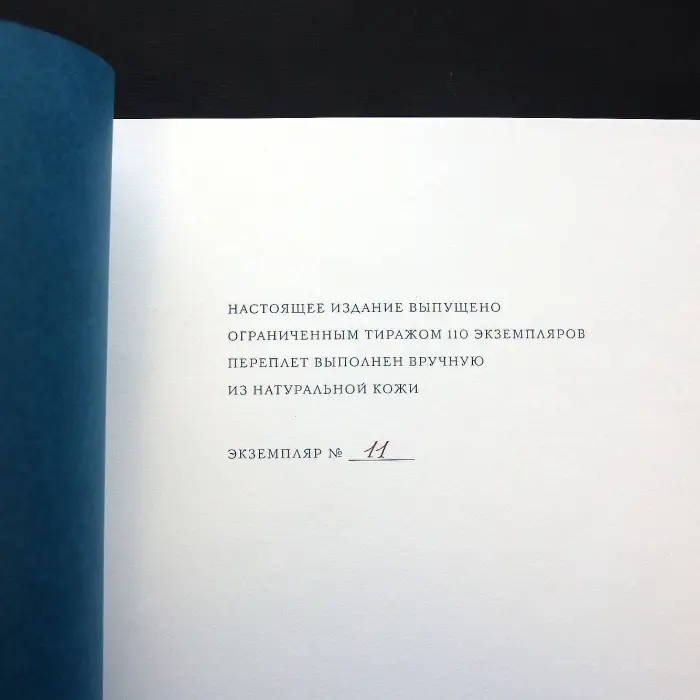 НАСТОЯЩЕЕ ИЗДАНИЕ ВЫПУЩЕНО
ОГРАНИЧЕННЫМ ТИРАЖОМ 110 ЭКЗЕМПЛЯРОВ
ПЕРЕПЛЕТ ВЫПОЛНЕН ВРУЧНУЮ
ИЗ НАТУРАЛЬНОЙ КОЖИ
ЭКЗЕМПЛЯР № 11